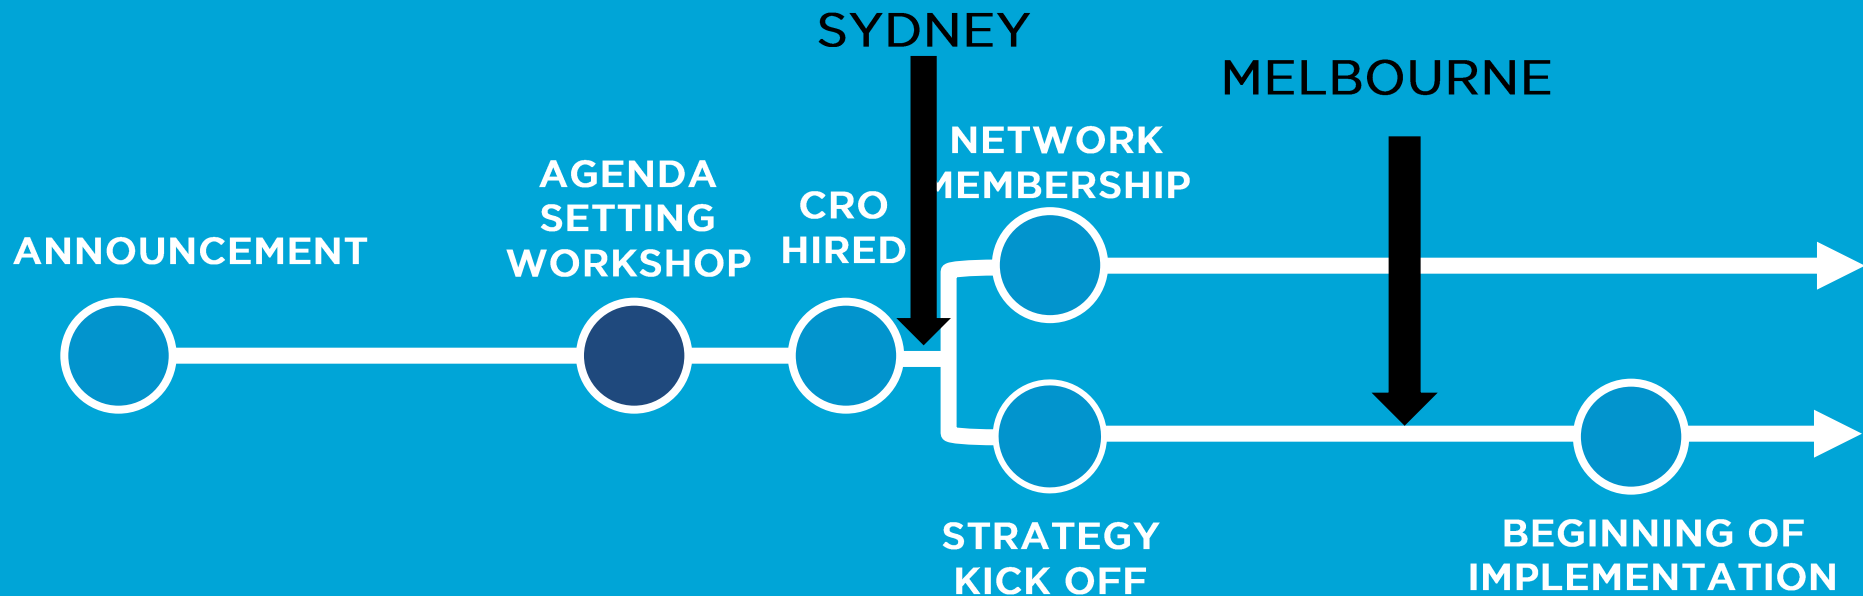 SYDNEY
MELBOURNE
NETWORK
MEMBERSHIP
AGENDA
SETTING
WORKSHOP
CRO
HIRED
ANNOUNCEMENT
STRATEGY
KICK OFF
BEGINNING OF
IMPLEMENTATION